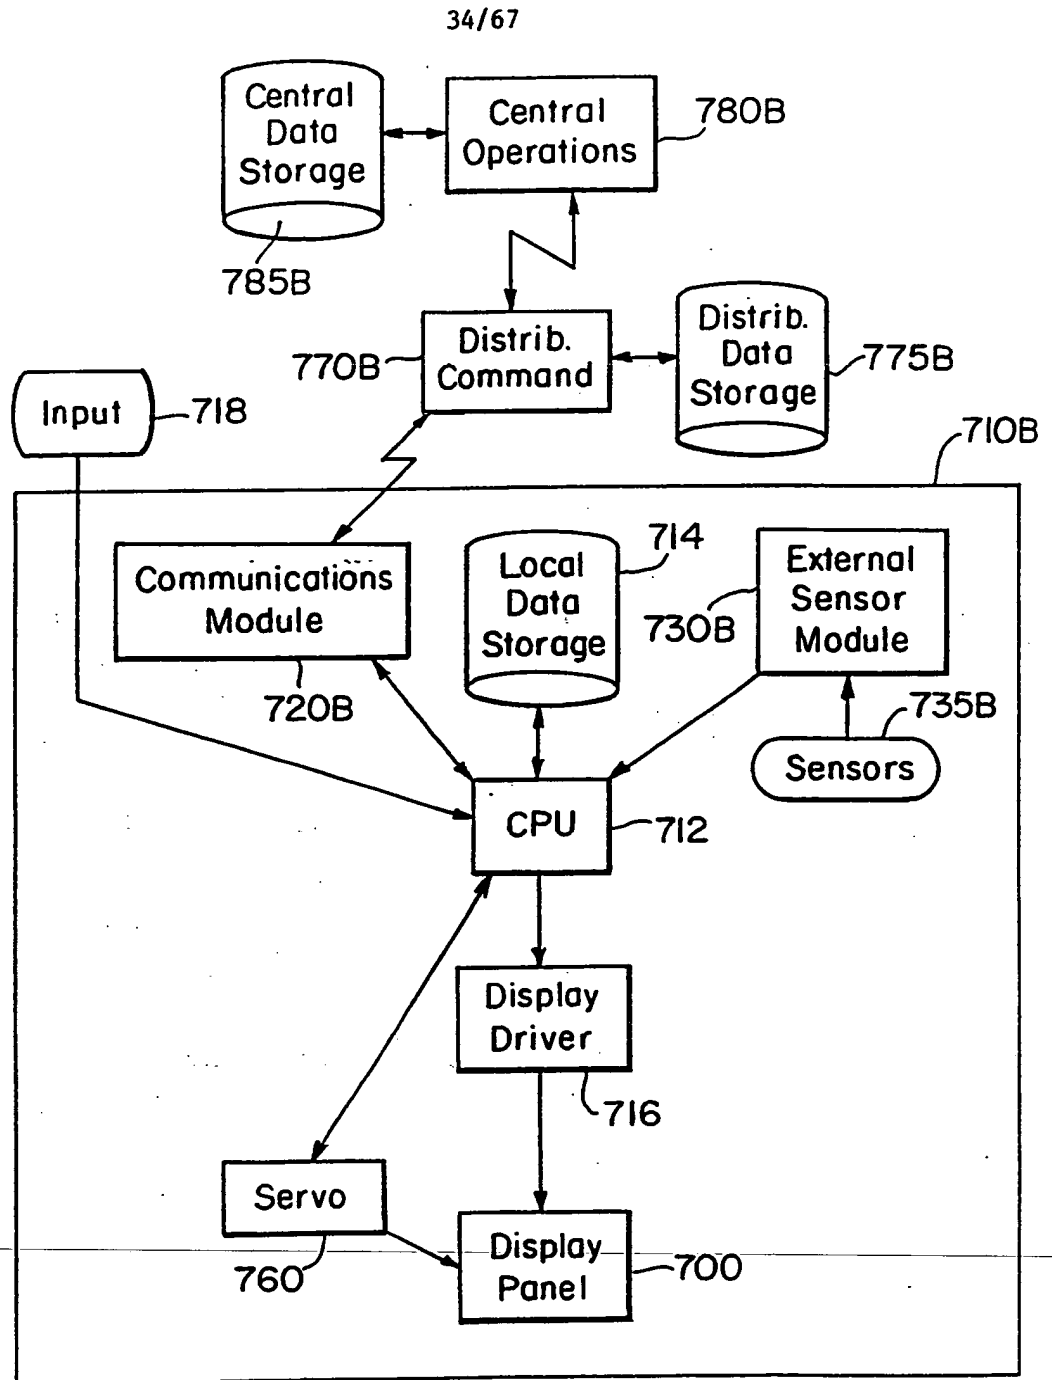 34/67
Central
Data
Storage
785B
Central
Operations
780B
Distrib.
Command
770B
Distrib.
Data
Storage
775B
Input
718
710B
Communications
Module
720B
Local
Data
Storage
714
External
Sensor
Module
730B
Sensors
735B
CPU
712
Display
Driver
716
Servo
760
Display
Panel
700